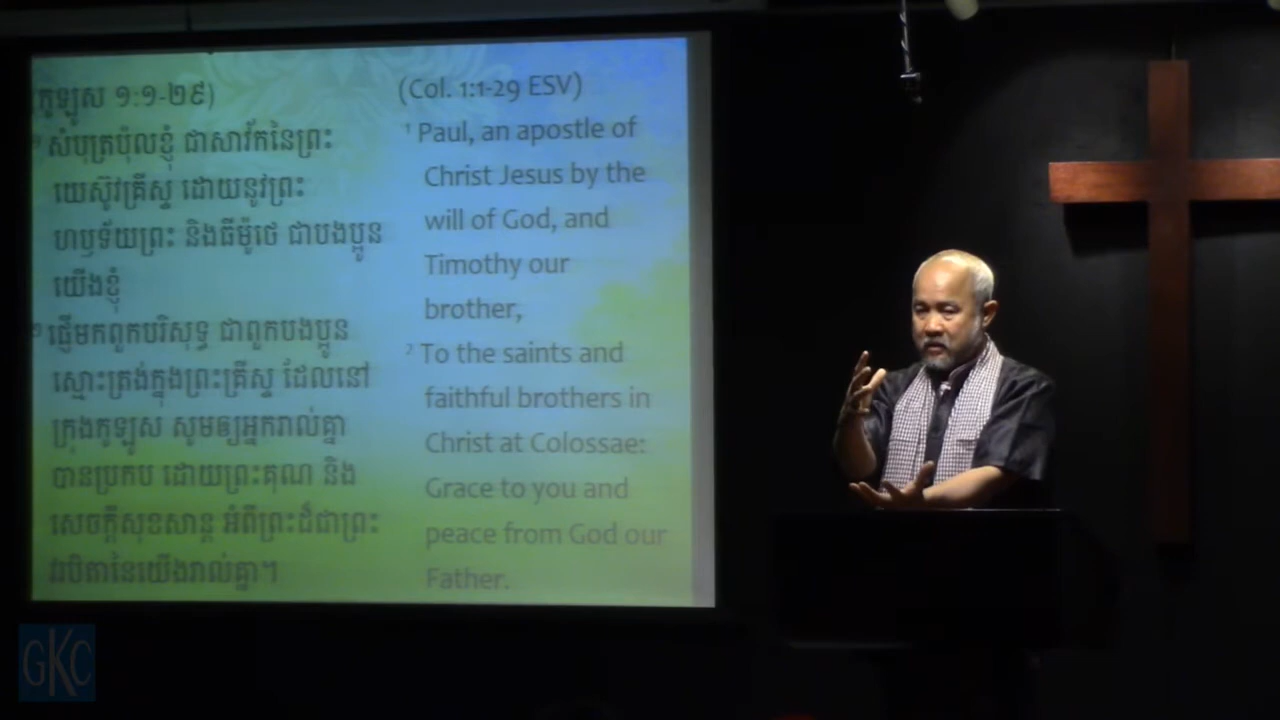 (កូឡូស ១:១-២៩)
១ សំបុត្រប៉ុលខ្ញុំ ជាសាវ័កនៃព្រះ
យេស៊ូវគ្រីស្ទ ដោយនូវព្រះ
ហឫទ័យព្រះ និងធីម៉ូថេ ជាបងប្អូន
យើងខ្ញុំ
២ ផ្ញើមកពួកបរិសុទ្ធ ជាពួកបងប្អូន
ស្មោះត្រង់ក្នុងព្រះគ្រីស្ទ ដែលនៅ
ក្រុងកូឡូស សូមឲ្យអ្នករាល់គ្នា
បានប្រកប ដោយព្រះគុណ និង
សេចក្ដីសុខសាន្ត អំពីព្រះដ៏ជាព្រះ
វរបិតានៃយើងរាល់គ្នា។
(Col. 1:1-29 ESV)
1 Paul, an apostle of
Christ Jesus by the
will of God, and
Timothy our
brother,
2 To the saints and
faithful brothers in
Christ at Colossae:
Grace to you and
peace from God our
Father.
GKC